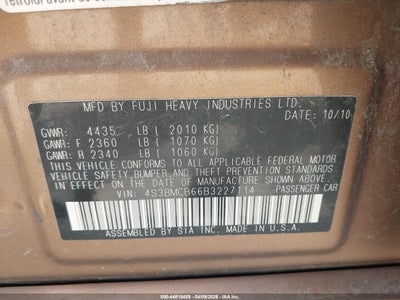 MFD BY FUJI HEAVY INDUSTRIES LTD.
DATE: 10/10
GVWR: 4435 LB ( 2010 KG)
GAWR: F 2360 LB ( 1070 KG)
GAWR: R 2340 LB ( 1060 KG)
THIS VEHICLE CONFORMS TO ALL APPLICABLE FEDERAL MOTOR
VEHICLE SAFETY, BUMPER, AND THEFT PREVENTION STANDARDS
IN EFFECT ON THE DATE OF MANUFACTURE SHOWN ABOVE.
VIN: 4S3BMCB66B3227114 PASSENGER CAR
ASSEMBLED BY SIA INC. MADE IN U.S.A.